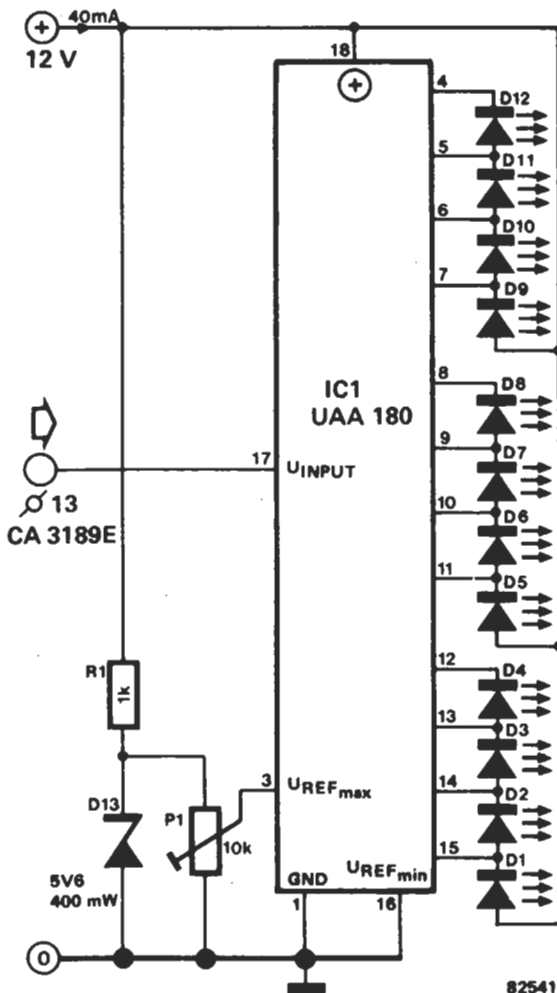 40mA
+
12 V
18
+
4
D12
5
D11
6
D10
7
D9
IC1
UAA 180
8
D8
9
D7
17
UINPUT
13
CA 3189E
10
D6
11
D5
12
D4
R1
1k
13
D3
3
UREFmax
14
D2
D13
P1
10k
5V6
400 mW
15
D1
UREFmin
GND
1
16
0
82541